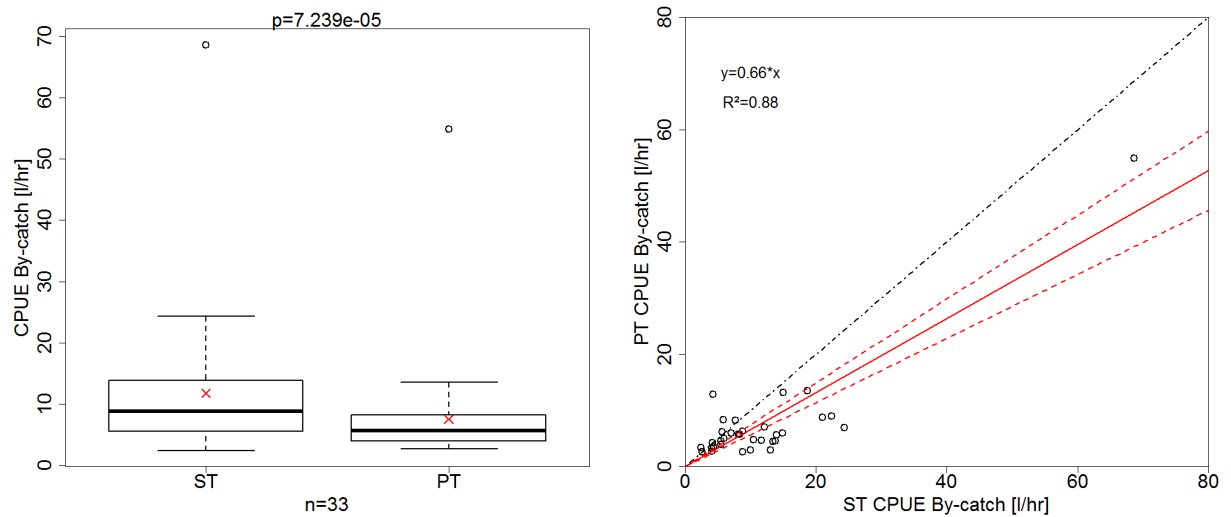 p=7.239e-05
CPUE By-catch [l/hr]
70
60
50
40
30
20
10
0
ST
PT
n=33
PT CPUE By-catch [l/hr]
80
60
40
20
0
y=0.66*x
R²=0.88
0
20
40
60
80
ST CPUE By-catch [l/hr]